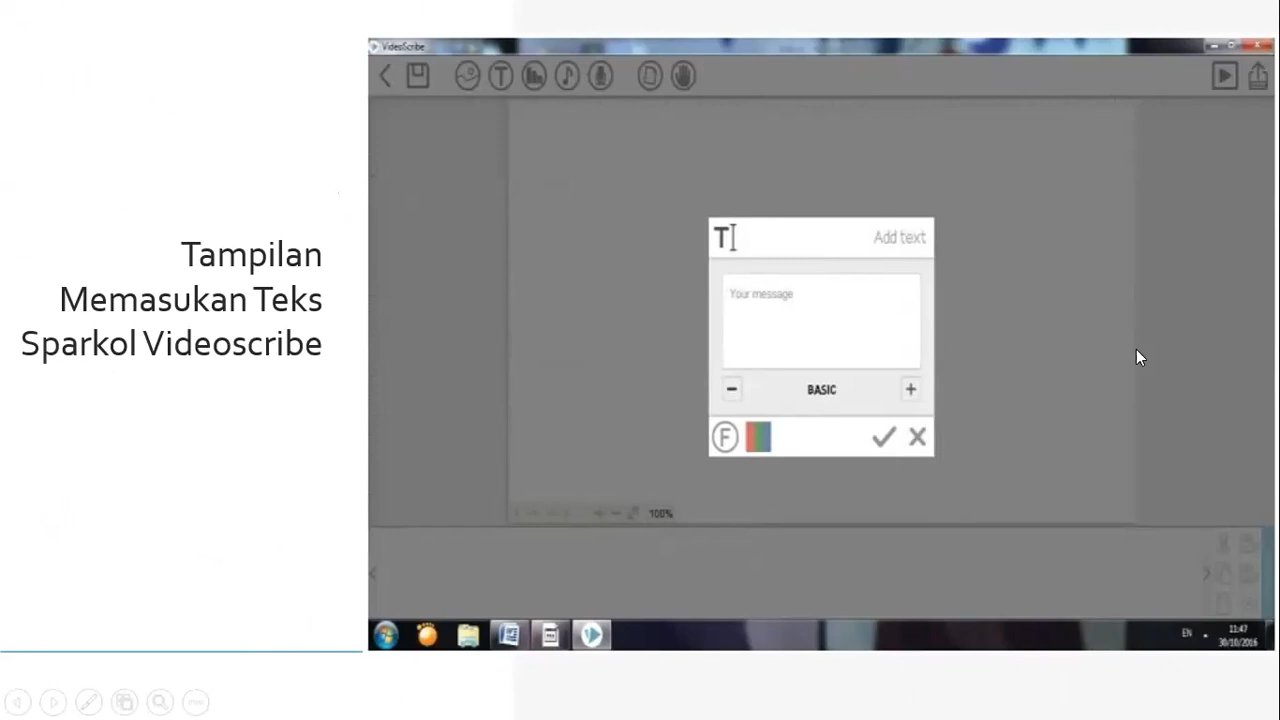 Tampilan
Memasukan Teks
Sparkol Videoscribe
VideoScribe
T
T
Add text
Your message
BASIC
F
100%
EN
11:47
30/10/2016